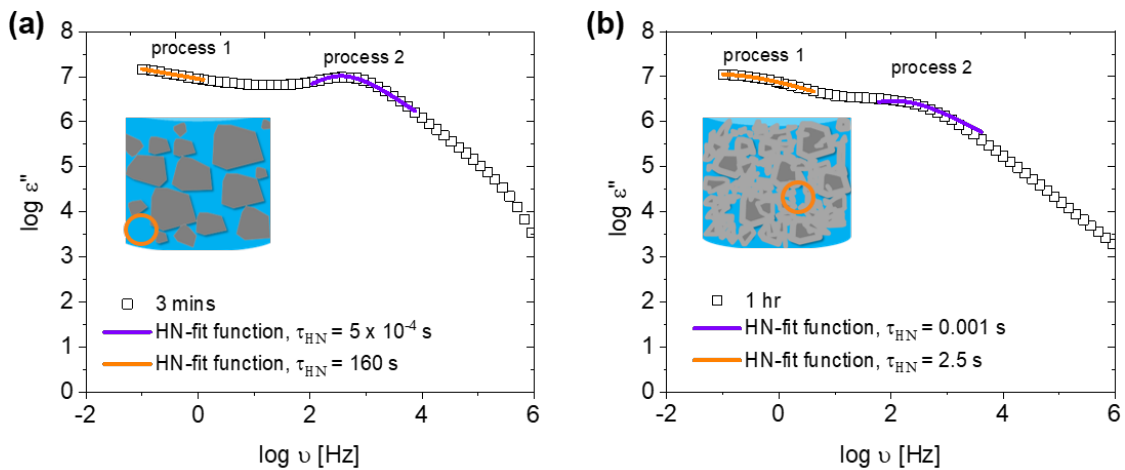 (a)
process 1
process 2
log ε"
8
7
6
5
4
3
2
1
0
3 mins
HN-fit function, τHN = 5 x 10-4 s
HN-fit function, τHN = 160 s
-2 0 2 4 6
log υ [Hz]
(b)
process 1
process 2
log ε"
8
7
6
5
4
3
2
1
0
1 hr
HN-fit function, τHN = 0.001 s
HN-fit function, τHN = 2.5 s
-2 0 2 4 6
log υ [Hz]